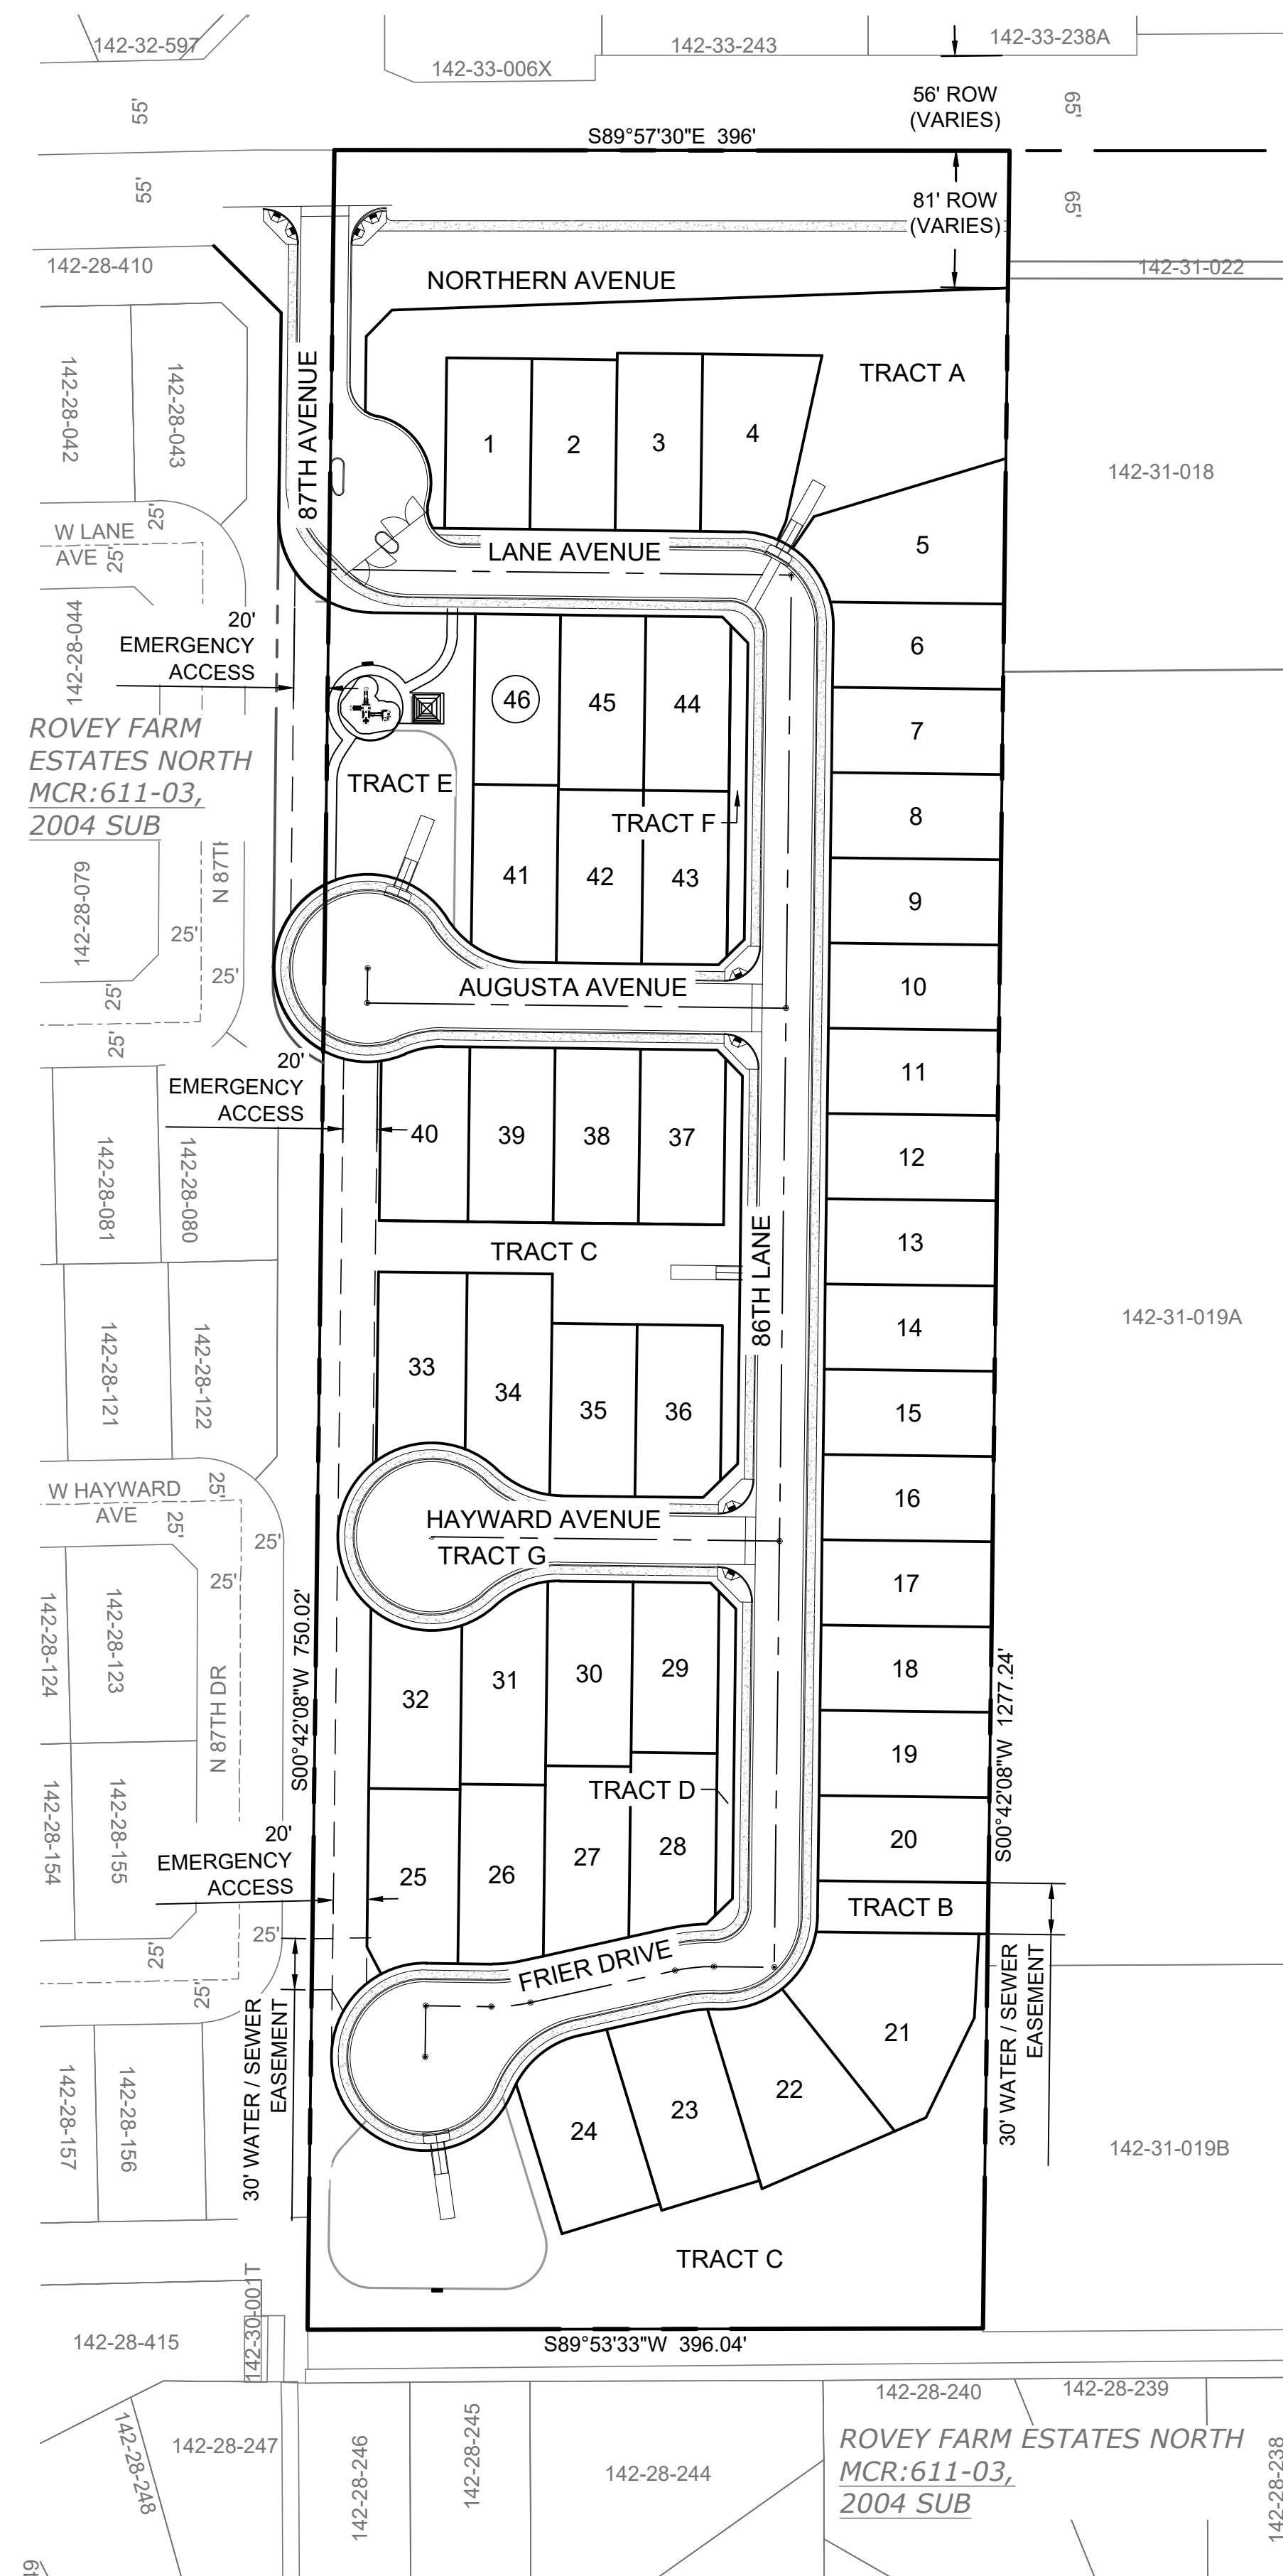 142-32-597
142-33-006X
142-33-243
142-33-238A
55'
56' ROW
(VARIES)
65'
S89°57'30"E 396'
55'
81' ROW
(VARIES)
65'
142-28-410
NORTHERN AVENUE
142-31-022
142-28-042
142-28-043
87TH AVENUE
TRACT A
1
2
3
4
142-31-018
W LANE
AVE
25'
25'
LANE AVENUE
5
142-28-044
20'
EMERGENCY
ACCESS
6
46
45
44
7
ROVEY FARM
ESTATES NORTH
MCR:611-03,
2004 SUB
TRACT E
TRACT F
8
N 87TH
41
42
43
9
142-28-079
25'
25'
25'
25'
AUGUSTA AVENUE
10
20'
EMERGENCY
ACCESS
11
142-28-081
142-28-080
40
39
38
37
12
TRACT C
86TH LANE
13
142-31-019A
14
142-28-121
142-28-122
33
34
35
36
15
W HAYWARD
AVE
25'
25'
25'
25'
HAYWARD AVENUE
TRACT G
16
17
142-28-124
142-28-123
N 87TH DR
S00°42'08"W 750.02'
32
31
30
29
18
S00°42'08"W 1277.24'
19
TRACT D
142-28-154
142-28-155
20'
EMERGENCY
ACCESS
25
26
27
28
20
TRACT B
25'
25'
25'
FRIER DRIVE
30' WATER / SEWER
EASEMENT
30' WATER / SEWER
EASEMENT
21
22
23
24
142-28-157
142-28-156
142-31-019B
TRACT C
142-30-001T
142-28-415
S89°53'33"W 396.04'
142-28-240
142-28-239
142-28-248
142-28-247
142-28-246
142-28-245
142-28-244
ROVEY FARM ESTATES NORTH
MCR:611-03,
2004 SUB
142-28-238